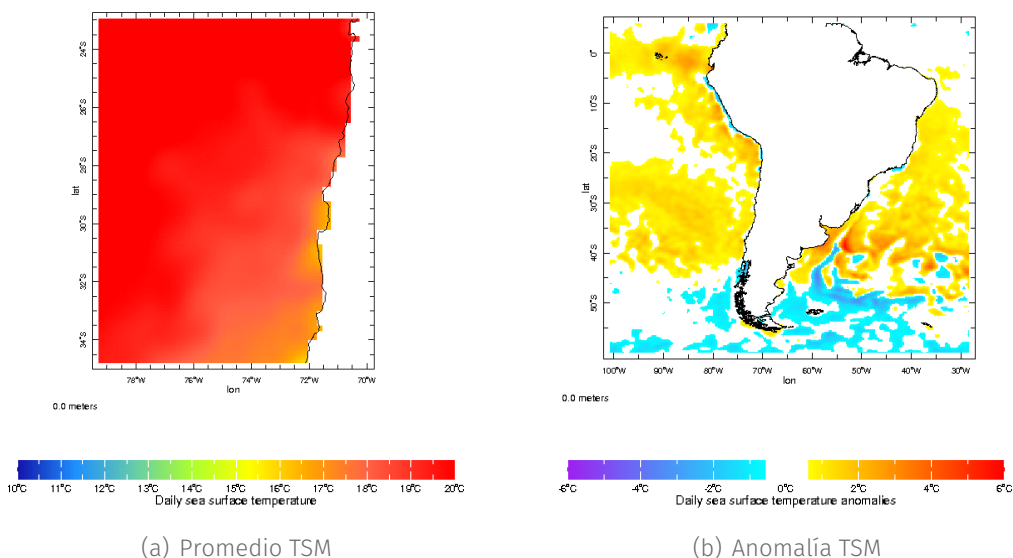 24°S
26°S
28°S
30°S
32°S
34°S
lat
78°W 76°W 74°W 72°W 70°W
lon
0.0 meters
10°C 11°C 12°C 13°C 14°C 15°C 16°C 17°C 18°C 19°C 20°C
Daily sea surface temperature
(a) Promedio TSM
0°
10°S
20°S
30°S
40°S
50°S
lat
100°W 90°W 80°W 70°W 60°W 50°W 40°W 30°W
lon
0.0 meters
-6°C -4°C -2°C 2°C 4°C 6°C
Daily sea surface temperature anomalies
(b) Anomalía TSM